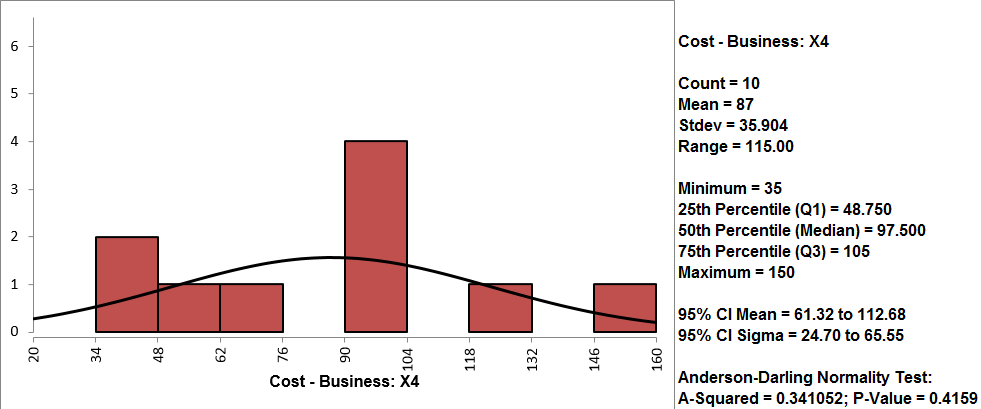 6
5
4
3
2
1
0
20 34 48 62 76 90 104 118 132 146 160
Cost - Business: X4
Cost - Business: X4
Count = 10
Mean = 87
Stdev = 35.904
Range = 115.00
Minimum = 35
25th Percentile (Q1) = 48.750
50th Percentile (Median) = 97.500
75th Percentile (Q3) = 105
Maximum = 150
95% CI Mean = 61.32 to 112.68
95% CI Sigma = 24.70 to 65.55
Anderson-Darling Normality Test:
A-Squared = 0.341052; P-Value = 0.4159